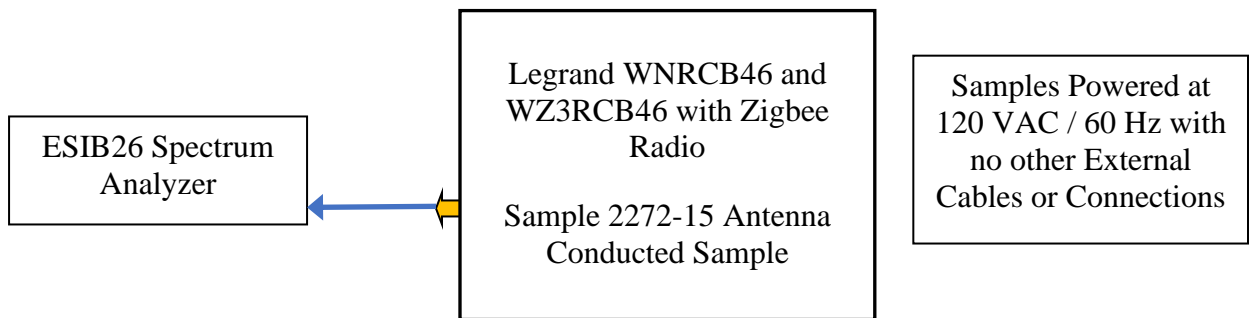 ESIB26 Spectrum
Analyzer
Legrand WNRCB46 and
WZ3RCB46 with Zigbee
Radio
Sample 2272-15 Antenna
Conducted Sample
Samples Powered at
120 VAC / 60 Hz with
no other External
Cables or Connections